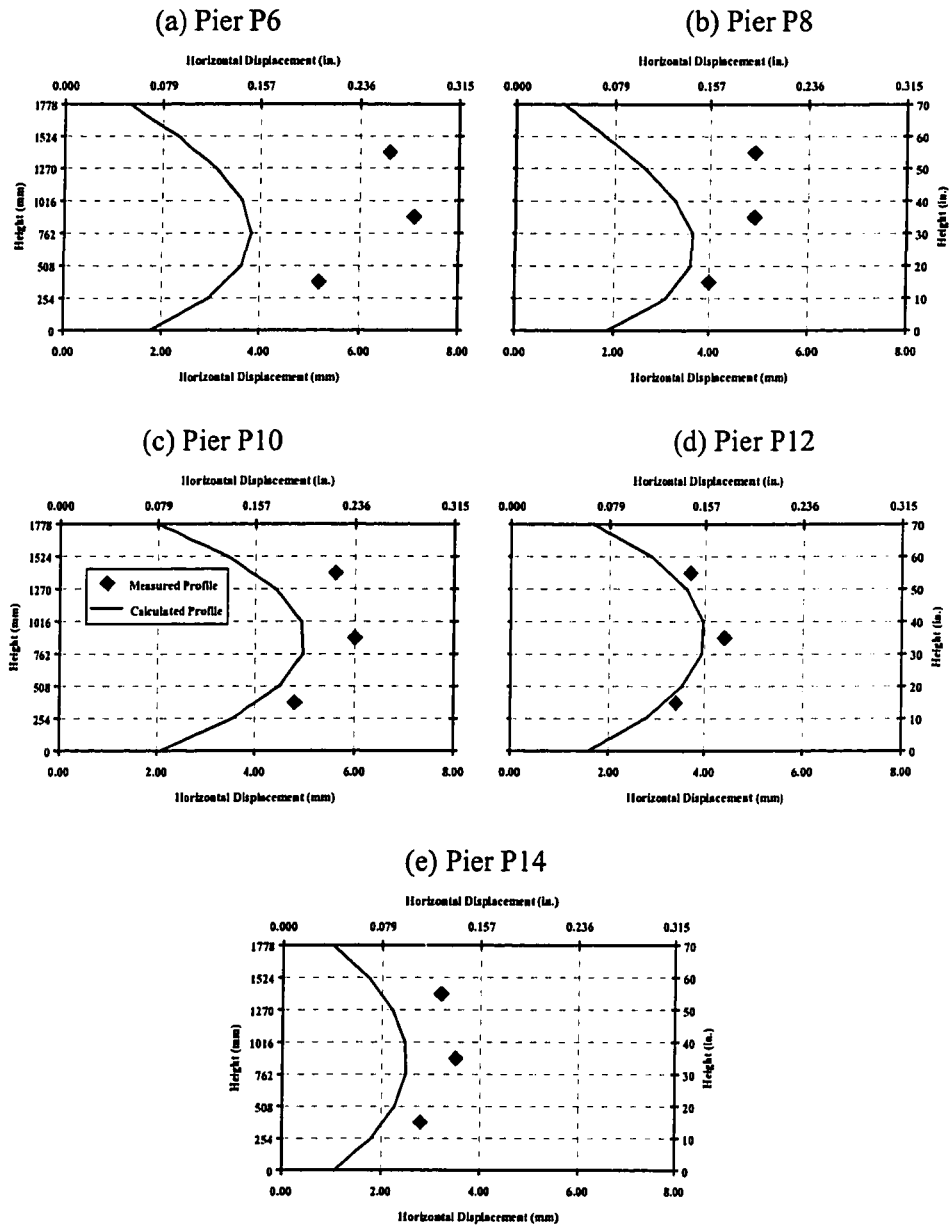 (a) Pier P6
Horizontal Displacement (in.)
0.000 0.079 0.157 0.236 0.315
1778
1524
1270
1016
762
508
254
0
Height (mm)
0.00 2.00 4.00 6.00 8.00
Horizontal Displacement (mm)
(b) Pier P8
Horizontal Displacement (in.)
0.000 0.079 0.157 0.236 0.315
70
60
50
40
30
20
10
0
Height (in.)
0.00 2.00 4.00 6.00 8.00
Horizontal Displacement (mm)
(c) Pier P10
Horizontal Displacement (in.)
0.000 0.079 0.157 0.236 0.315
1778
1524
1270
1016
762
508
254
0
Height (mm)
Measured Profile
Calculated Profile
0.00 2.00 4.00 6.00 8.00
Horizontal Displacement (mm)
(d) Pier P12
Horizontal Displacement (in.)
0.000 0.079 0.157 0.236 0.315
70
60
50
40
30
20
10
0
Height (in.)
0.00 2.00 4.00 6.00 8.00
Horizontal Displacement (mm)
(e) Pier P14
Horizontal Displacement (in.)
0.000 0.079 0.157 0.236 0.315
1778
1524
1270
1016
762
508
254
0
Height (mm)
70
60
50
40
30
20
10
0
Height (in.)
0.00 2.00 4.00 6.00 8.00
Horizontal Displacement (mm)